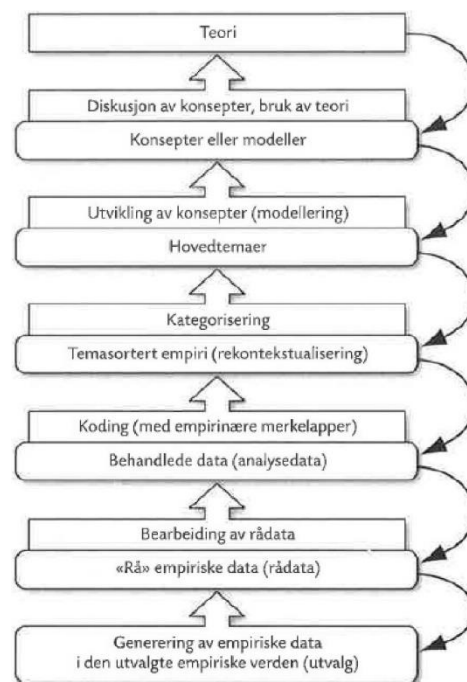 Teori
Diskusjon av konsepter, bruk av teori
Konsepter eller modeller
Utvikling av konsepter (modellering)
Hovedtemaer
Kategorisering
Temasortert empiri (rekontekstualisering)
Koding (med empirinære merkelapper)
Behandlede data (analysedata)
Bearbeiding av rådata
«Rå» empiriske data (rådata)
Generering av empiriske data
i den utvalgte empiriske verden (utvalg)